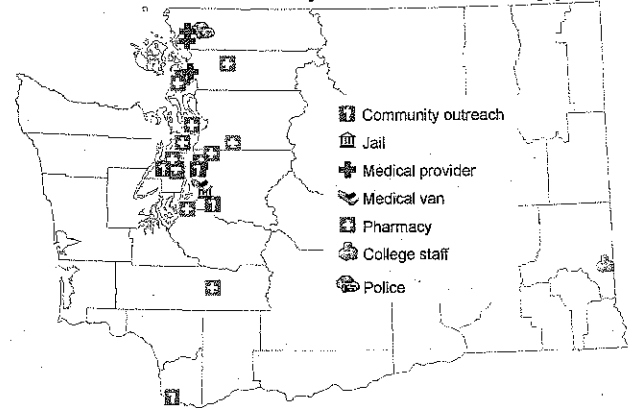 Community outreach
Jail
Medical provider
Medical van
Pharmacy
College staff
Police